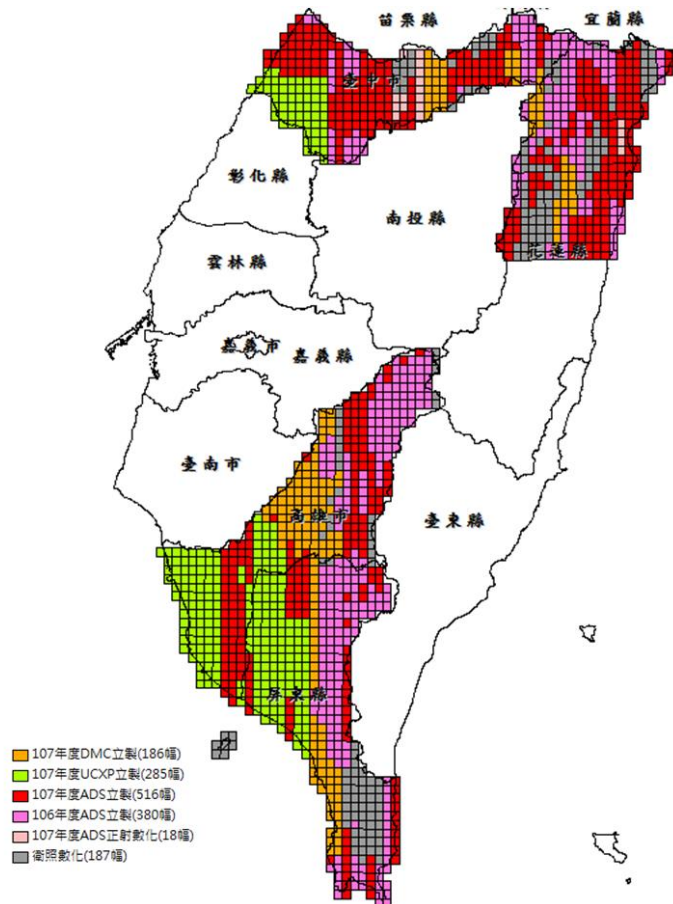 苗栗縣
宜蘭縣
臺中市
彰化縣
南投縣
雲林縣
花蓮縣
嘉義市
嘉義縣
臺南市
高雄市
臺東縣
屏東縣
107年度DMC立製(186幅)
107年度UCXP立製(285幅)
107年度ADS立製(516幅)
106年度ADS立製(380幅)
107年度ADS正射數化(18幅)
衛照數化(187幅)